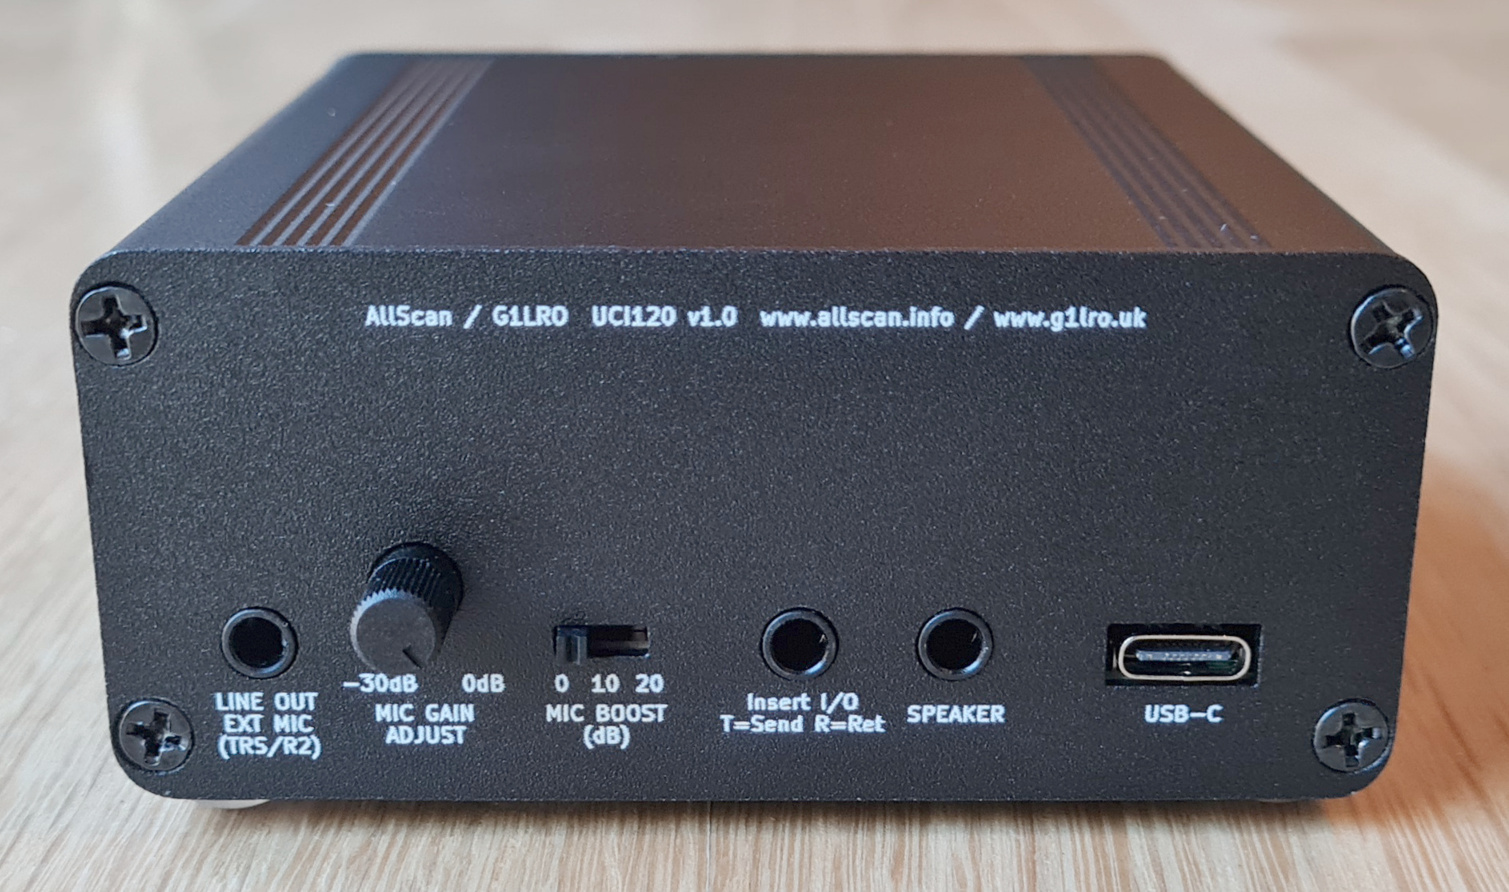 AllScan / G1LRO UCI120 v1.0 www.allscan.info / www.g1lro.uk
LINE OUT
EXT MIC
(TRS/R2)
-30dB 0dB
MIC GAIN
ADJUST
0 10 20
MIC BOOST
(dB)
Insert I/O
T=Send R=Ret
SPEAKER
USB-C